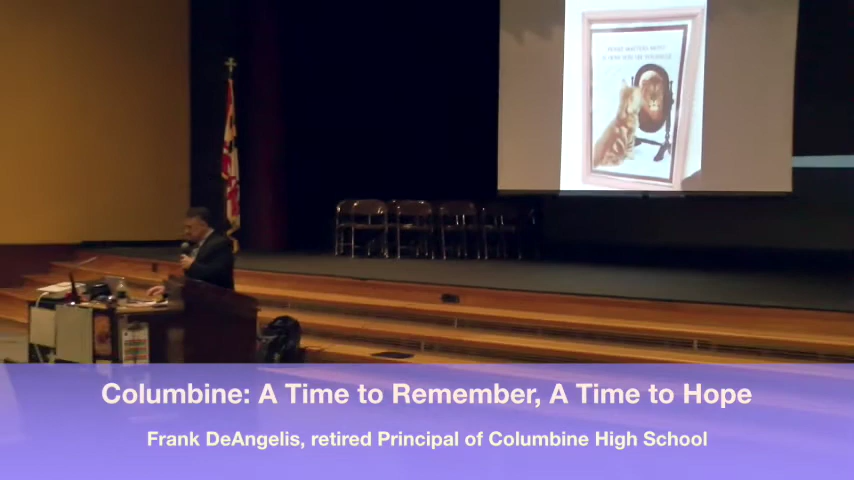 Columbine: A Time to Remember, A Time to Hope
Frank DeAngelis, retired Principal of Columbine High School